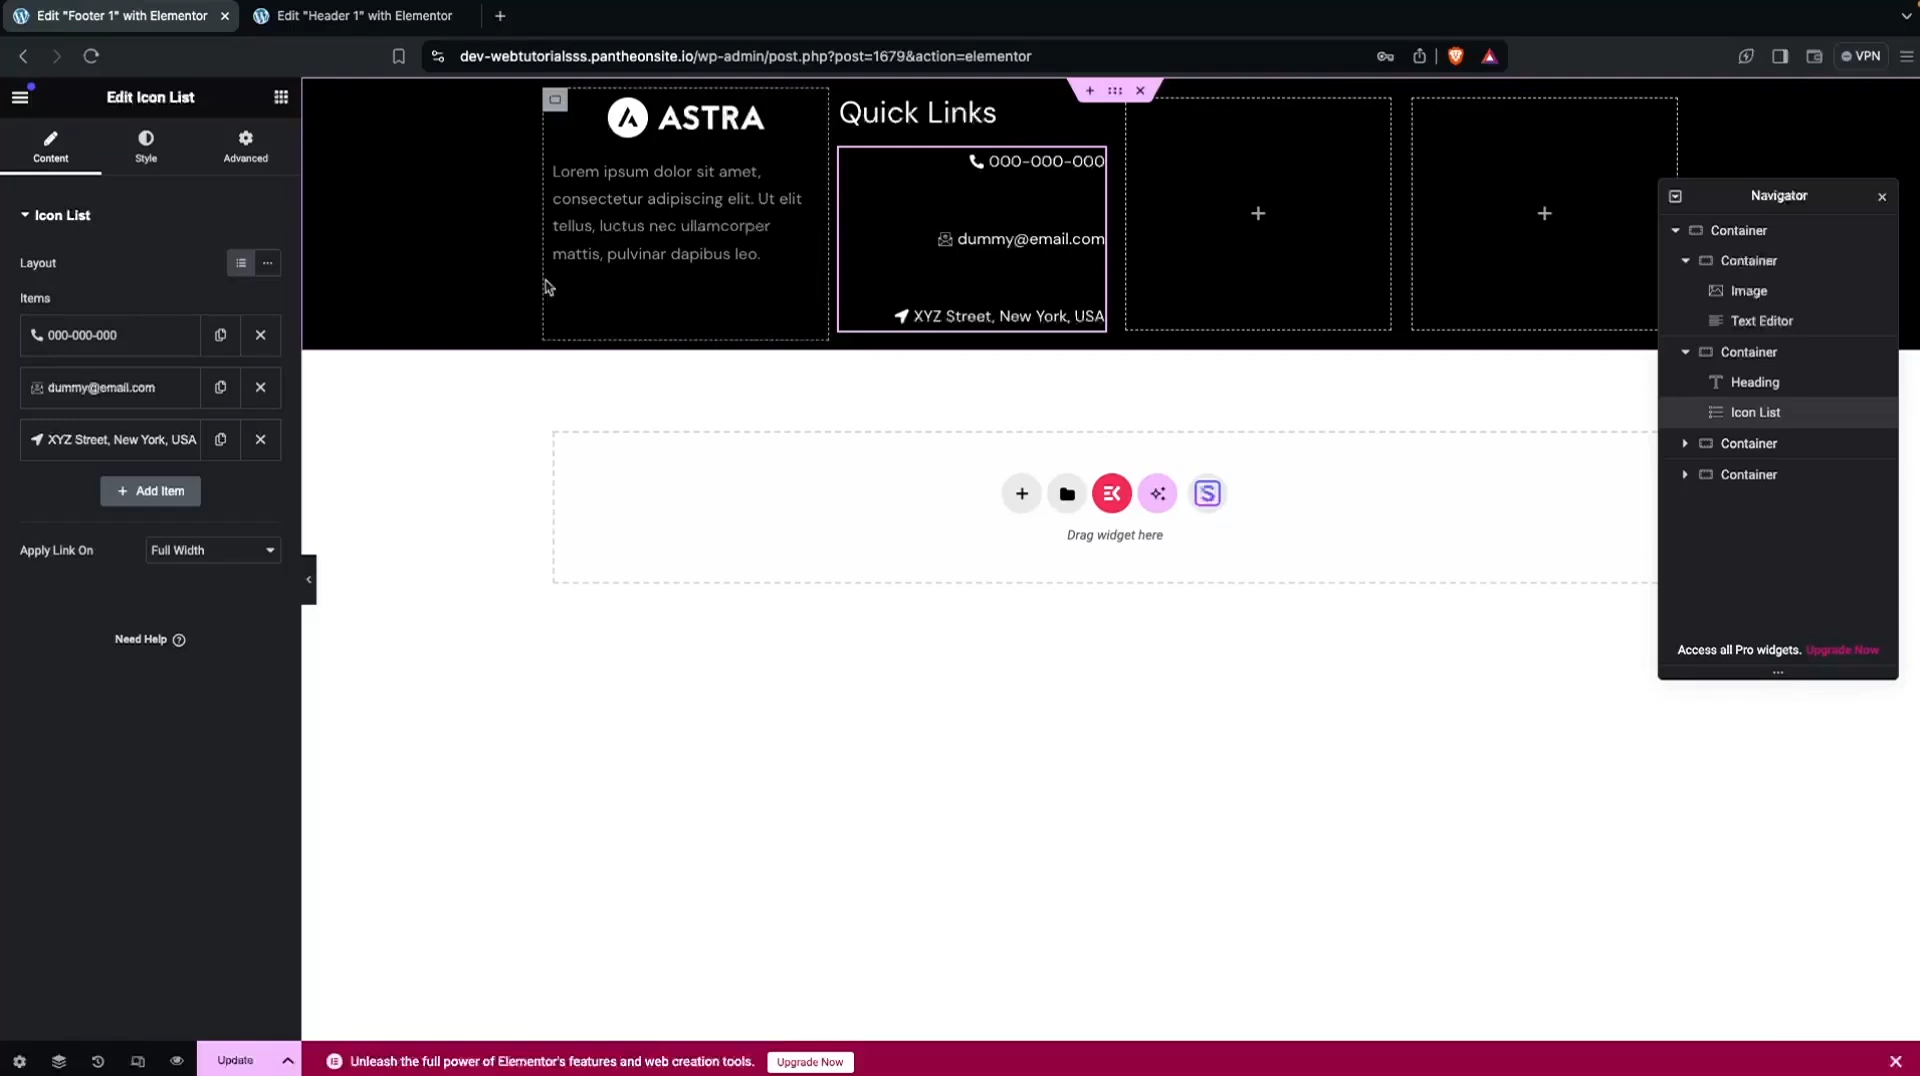 Edit "Footer 1" with Elementor
Edit "Header 1" with Elementor
dev-webtutorialsss.pantheonsite.io/wp-admin/post.php?post=1679&action=elementor
VPN
Edit Icon List
Content
Style
Advanced
Icon List
Layout
Items
000-000-000
dummy@email.com
XYZ Street, New York, USA
Add Item
Apply Link On
Full Width
Need Help
Update
ASTRA
Lorem ipsum dolor sit amet,
consectetur adipiscing elit. Ut elit
tellus, luctus nec ullamcorper
mattis, pulvinar dapibus leo.
Quick Links
000-000-000
dummy@email.com
XYZ Street, New York, USA
Drag widget here
Navigator
Container
Container
Image
Text Editor
Container
Heading
Icon List
Container
Container
Access all Pro widgets. Upgrade Now
Unleash the full power of Elementor's features and web creation tools.
Upgrade Now